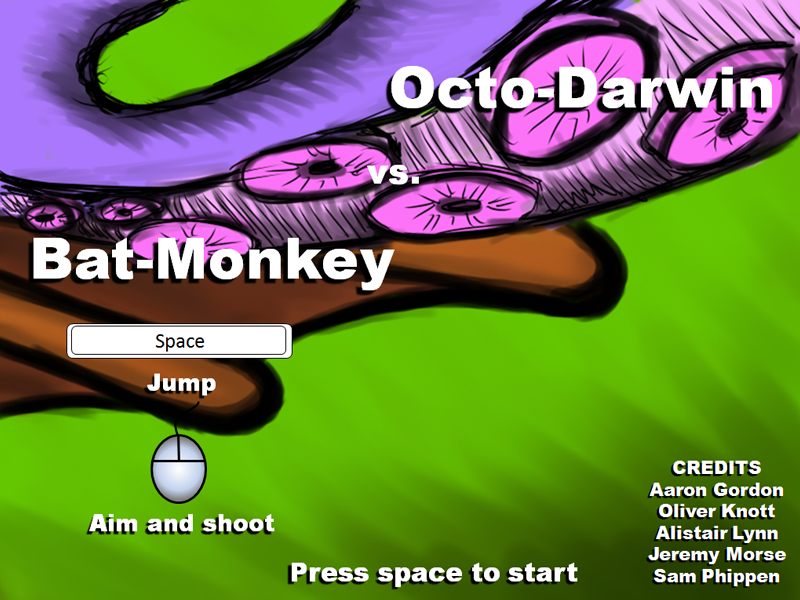 Octo-Darwin
vs.
Bat-Monkey
Space
Jump
Aim and shoot
CREDITS
Aaron Gordon
Oliver Knott
Alistair Lynn
Jeremy Morse
Sam Phippen
Press space to start